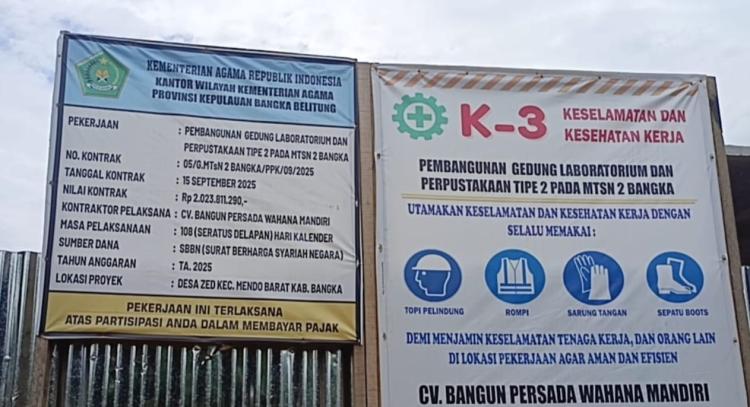 KEMENTERIAN AGAMA REPUBLIK INDONESIA
KANTOR WILAYAH KEMENTERIAN AGAMA
PROVINSI KEPULAUAN BANGKA BELITUNG
PEKERJAAN : PEMBANGUNAN GEDUNG LABORATORIUM DAN
PERPUSTAKAAN TIPE 2 PADA MTSN 2 BANGKA
NO. KONTRAK : 05/G.MTsN 2 BANGKA/PPK/09/2025
TANGGAL KONTRAK : 15 SEPTEMBER 2025
NILAI KONTRAK : Rp 2.023.811.290,-
KONTRAKTOR PELAKSANA : CV. BANGUN PERSADA WAHANA MANDIRI
MASA PELAKSANAAN : 108 (SERATUS DELAPAN) HARI KALENDER
SUMBER DANA : SBBN (SURAT BERHARGA SYARIAH NEGARA)
TAHUN ANGGARAN : TA. 2025
LOKASI PROYEK : DESA ZED KEC. MENDO BARAT KAB. BANGKA
PEKERJAAN INI TERLAKSANA
ATAS PARTISIPASI ANDA DALAM MEMBAYAR PAJAK
K-3 KESELAMATAN DAN
KESEHATAN KERJA
PEMBANGUNAN GEDUNG LABORATORIUM DAN
PERPUSTAKAAN TIPE 2 PADA MTSN 2 BANGKA
UTAMAKAN KESELAMATAN DAN KESEHATAN KERJA DENGAN
SELALU MEMAKAI :
TOPI PELINDUNG ROMPI SARUNG TANGAN SEPATU BOOTS
DEMI MENJAMIN KESELAMATAN TENAGA KERJA, DAN ORANG LAIN
DI LOKASI PEKERJAAN AGAR AMAN DAN EFISIEN
CV. BANGUN PERSADA WAHANA MANDIRI